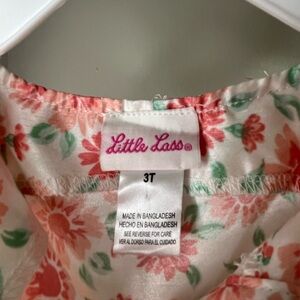 Little Lass®
3T
MADE IN BANGLADESH
HECHO EN BANGLADESH
SEE REVERSE FOR CARE
VER AL DORSO PARA EL CUIDADO